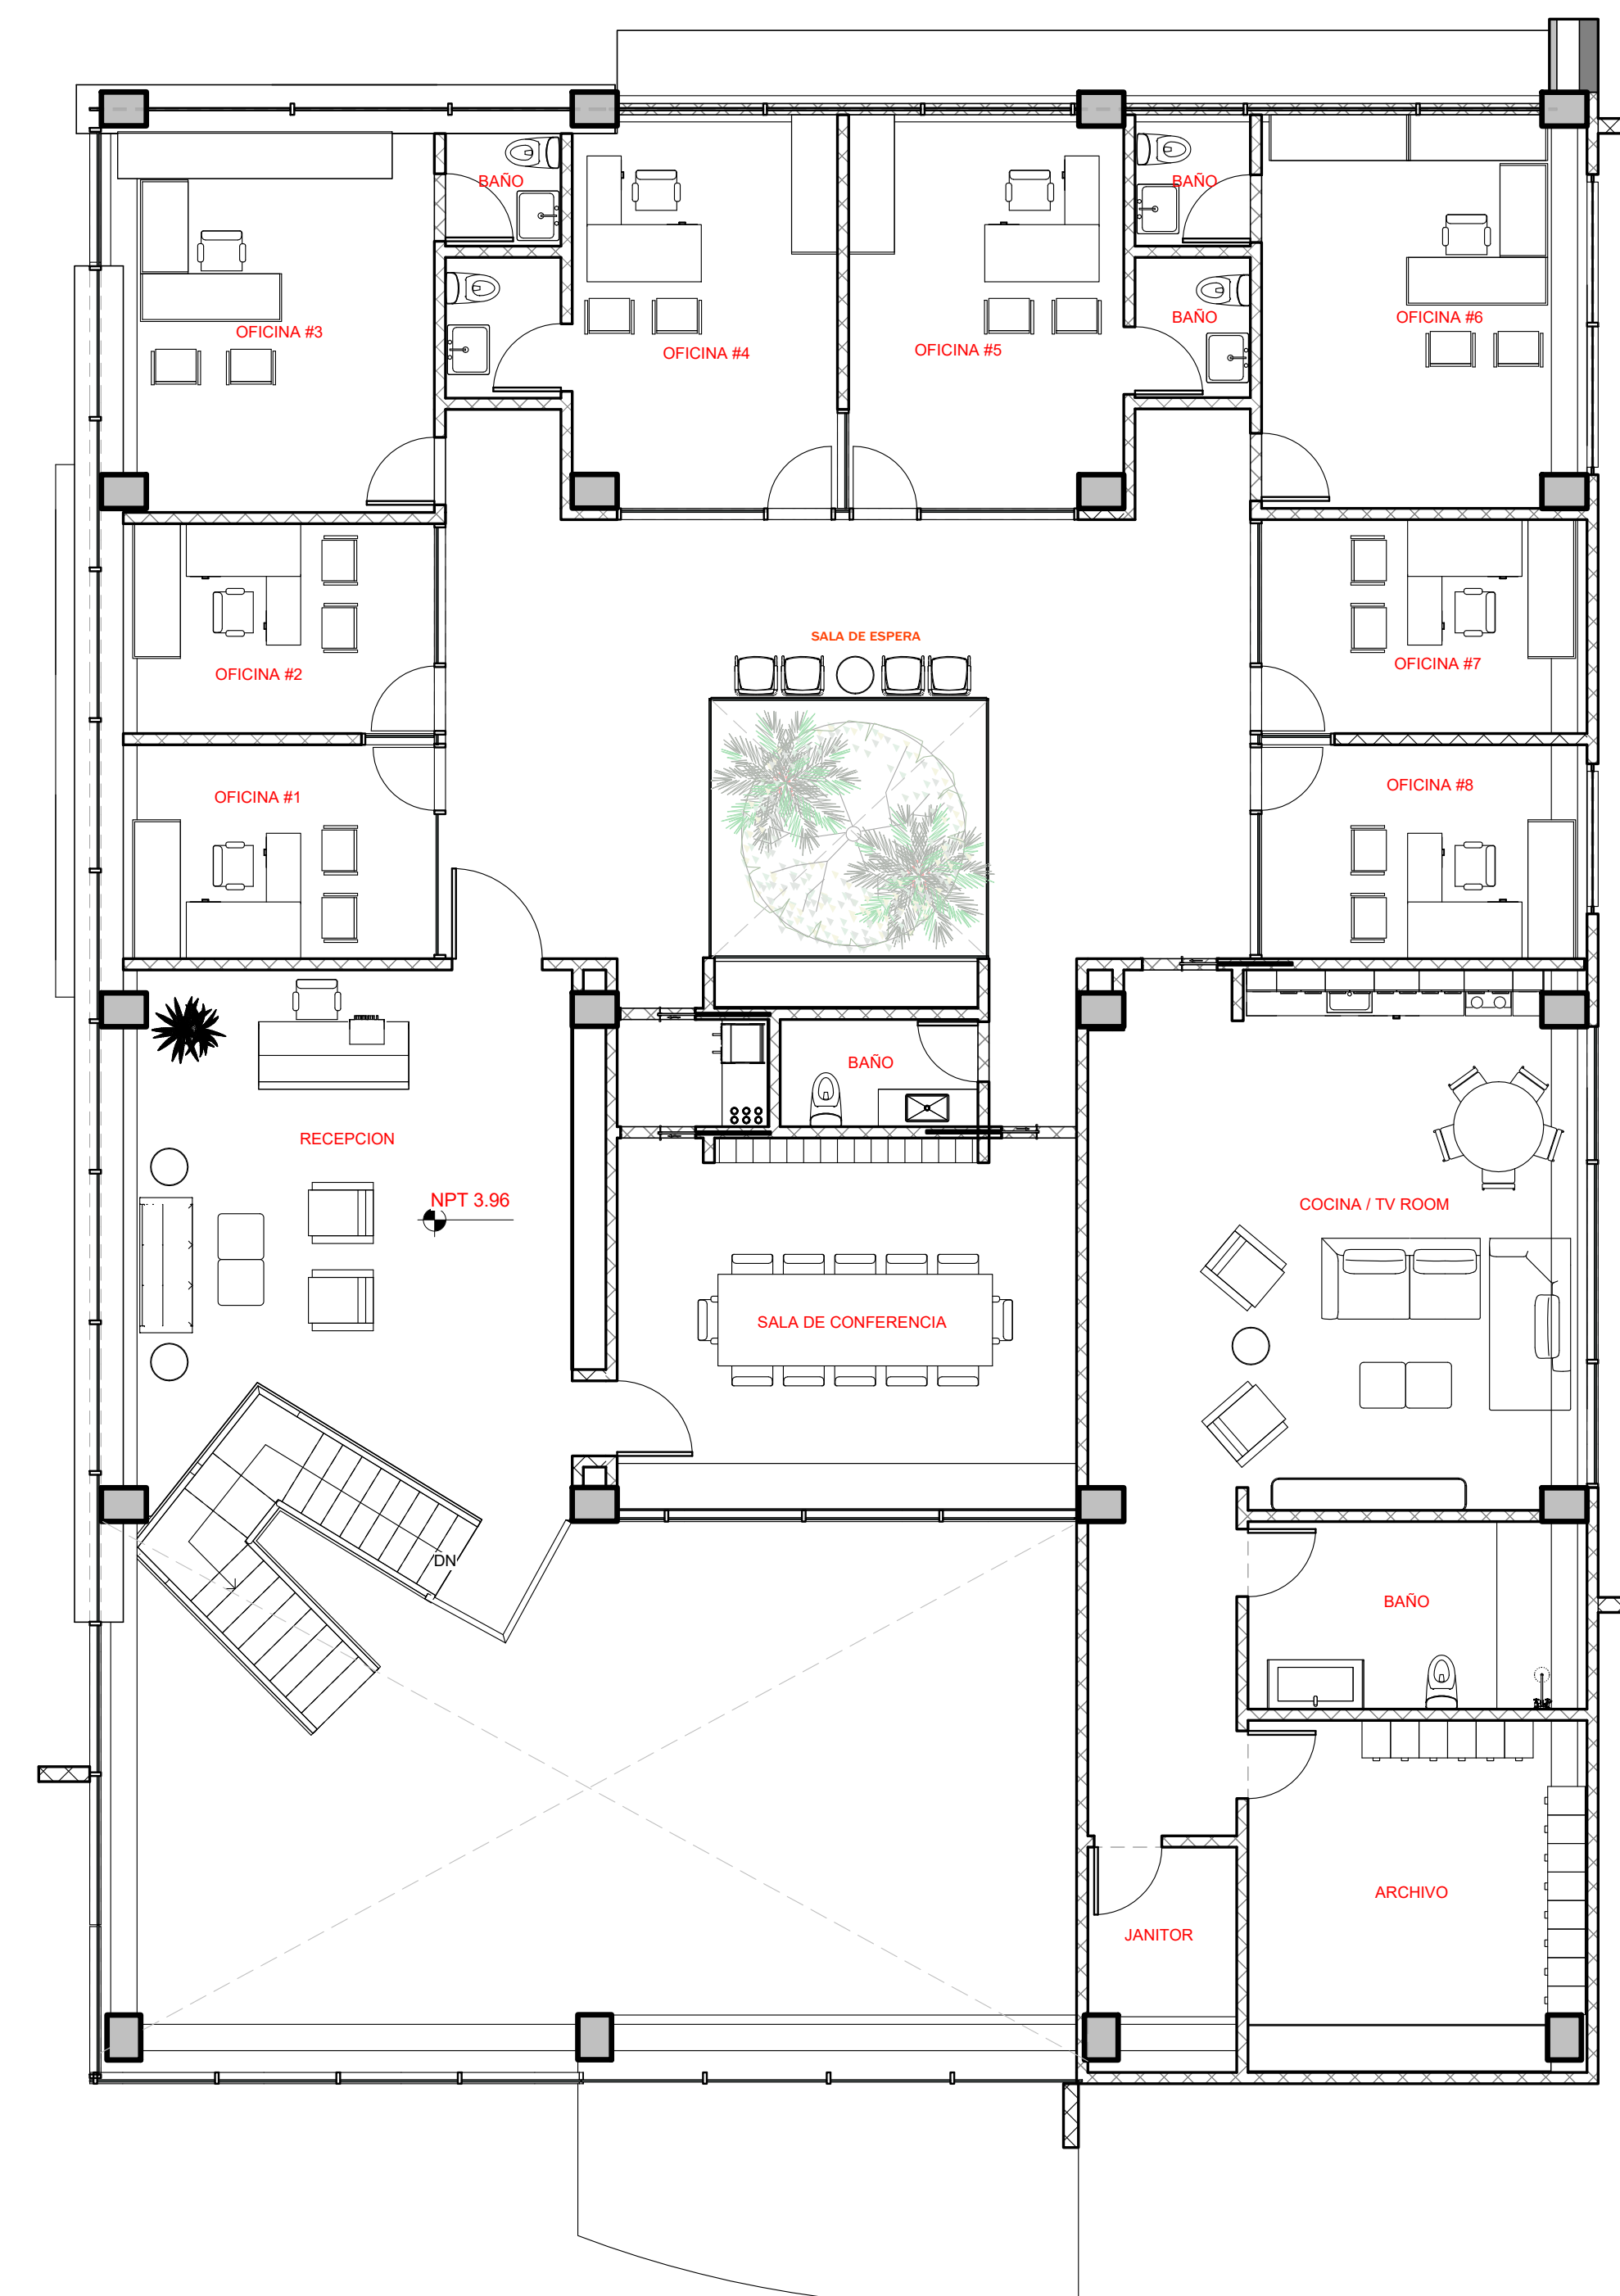 BAÑO
BAÑO
OFICINA #3
OFICINA #4
OFICINA #5
BAÑO
OFICINA #6
SALA DE ESPERA
OFICINA #2
OFICINA #7
OFICINA #1
OFICINA #8
BAÑO
RECEPCION
NPT 3.96
COCINA / TV ROOM
SALA DE CONFERENCIA
DN
BAÑO
ARCHIVO
JANITOR